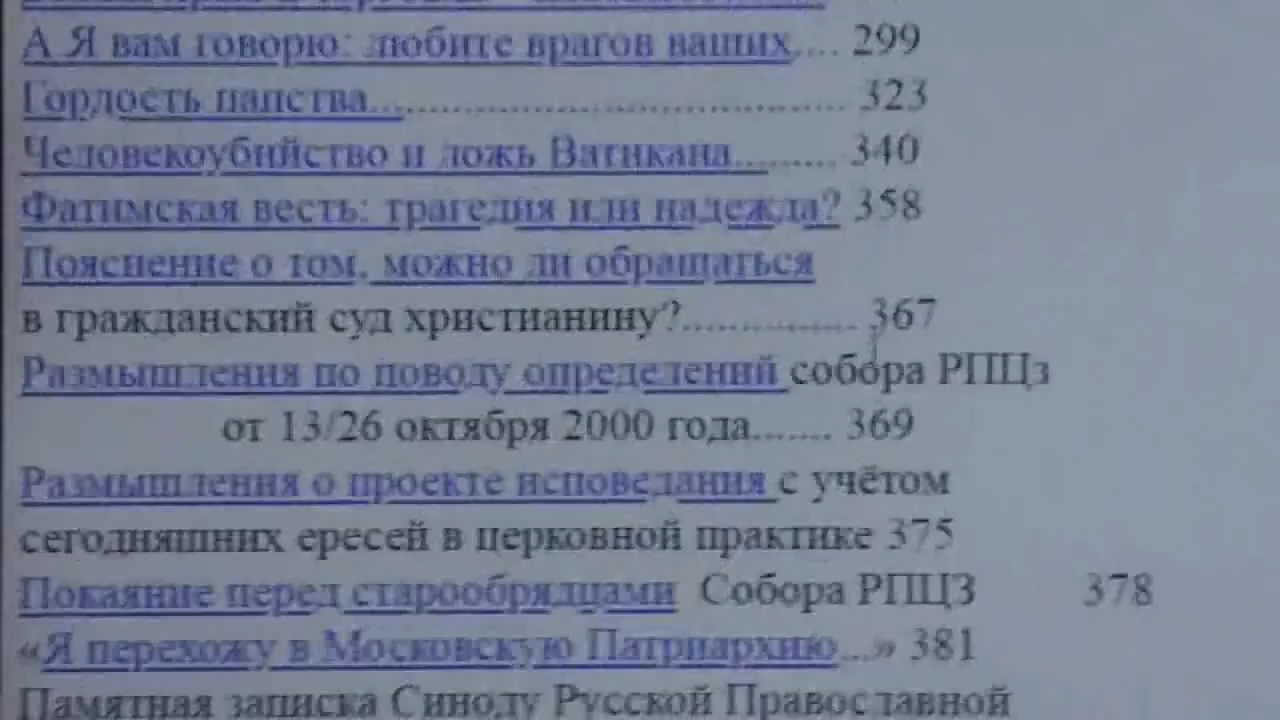 А Я вам говорю: любите врагов ваших.... 299
Гордость папства........................................ 323
Человекоубийство и ложь Ватикана......... 340
Фатимская весть: трагедия или надежда? 358
Пояснение о том, можно ли обращаться
в гражданский суд христианину?............... 367
Размышления по поводу определений собора РПЦз
от 13/26 октября 2000 года....... 369
Размышления о проекте исповедания с учётом
сегодняшних ересей в церковной практике 375
Покаяние перед старообрядцами Собора РПЦЗ 378
«Я перехожу в Московскую Патриархию...» 381
Памятная записка Синоду Русской Православной